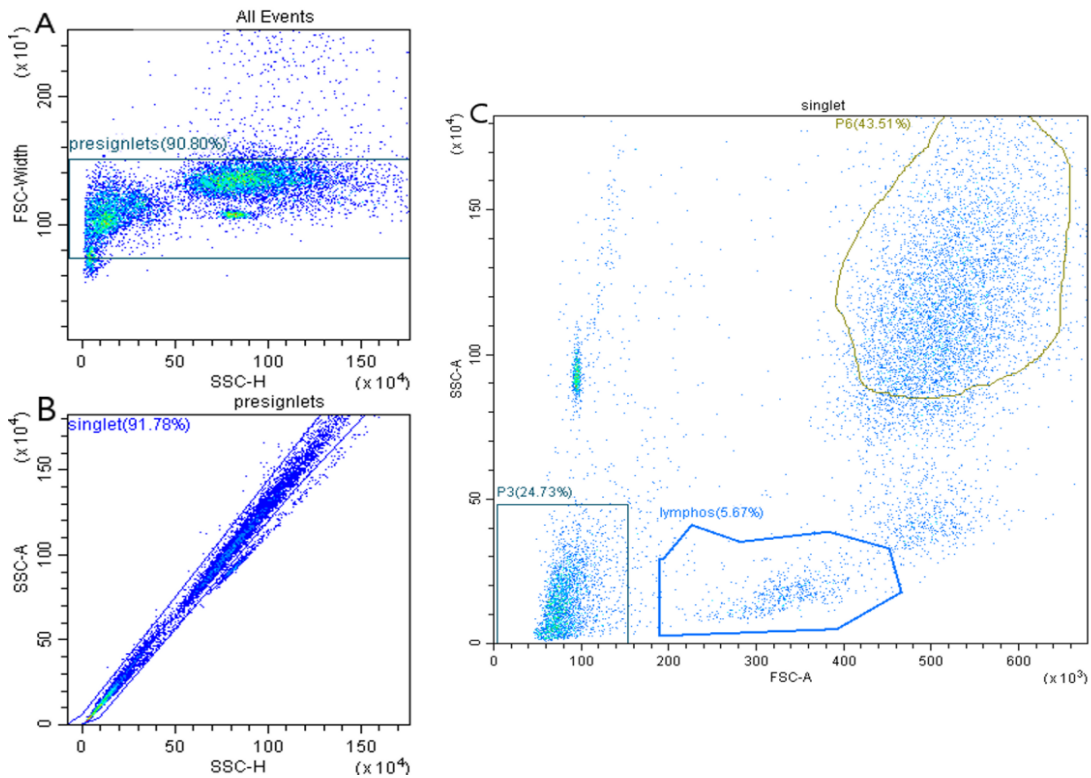 A
All Events
(x 10¹)
200
100
FSC-Width
presignlets(90.80%)
0
50
100
150
SSC-H
(x 10⁴)
B
presignlets
(x 10⁴)
150
100
50
0
SSC-A
singlet(91.78%)
0
50
100
150
SSC-H
(x 10⁴)
C
singlet
(x 10⁴)
150
100
50
0
SSC-A
P6(43.51%)
P3(24.73%)
lymphos(5.67%)
0
100
200
300
400
500
600
FSC-A
(x 10³)